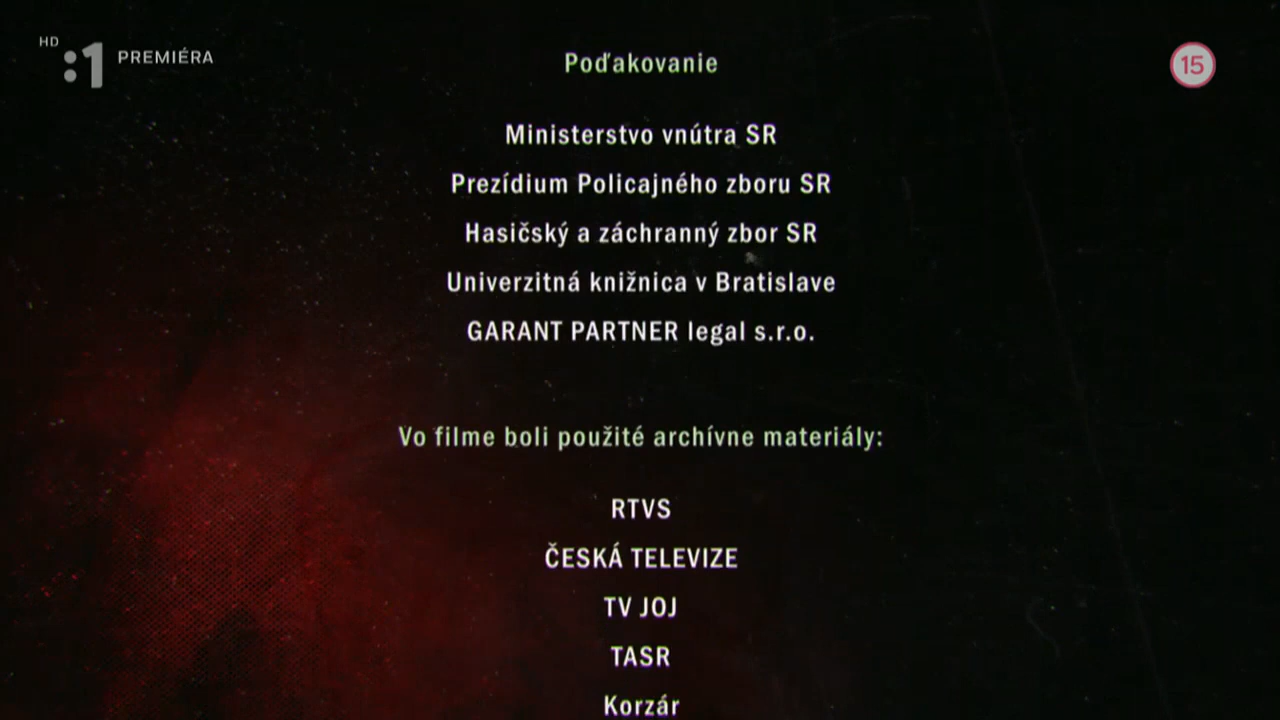 HD
:1 PREMIÉRA
15
Poďakovanie
Ministerstvo vnútra SR
Prezídium Policajného zboru SR
Hasičský a záchranný zbor SR
Univerzitná knižnica v Bratislave
GARANT PARTNER legal s.r.o.
Vo filme boli použité archívne materiály:
RTVS
ČESKÁ TELEVIZE
TV JOJ
TASR
Korzár